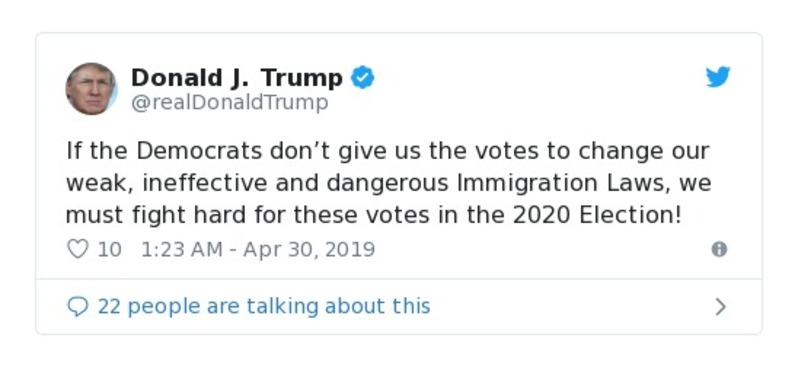 Donald J. Trump
@realDonaldTrump
If the Democrats don’t give us the votes to change our
weak, ineffective and dangerous Immigration Laws, we
must fight hard for these votes in the 2020 Election!
10 1:23 AM - Apr 30, 2019
22 people are talking about this